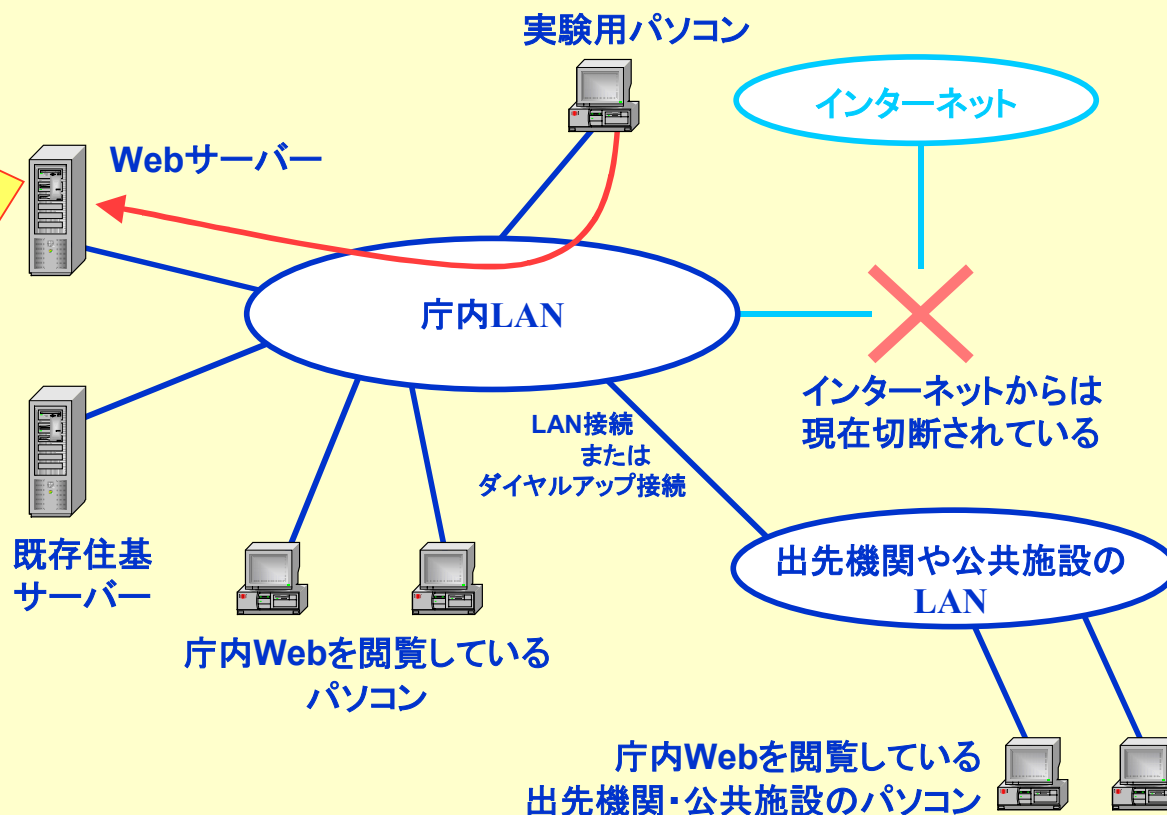 実験用パソコン
インターネット
Webサーバー
庁内LAN
インターネットからは
現在切断されている
LAN接続
または
ダイヤルアップ接続
既存住基
サーバー
出先機関や公共施設の
LAN
庁内Webを閲覧している
パソコン
庁内Webを閲覧している
出先機関・公共施設のパソコン